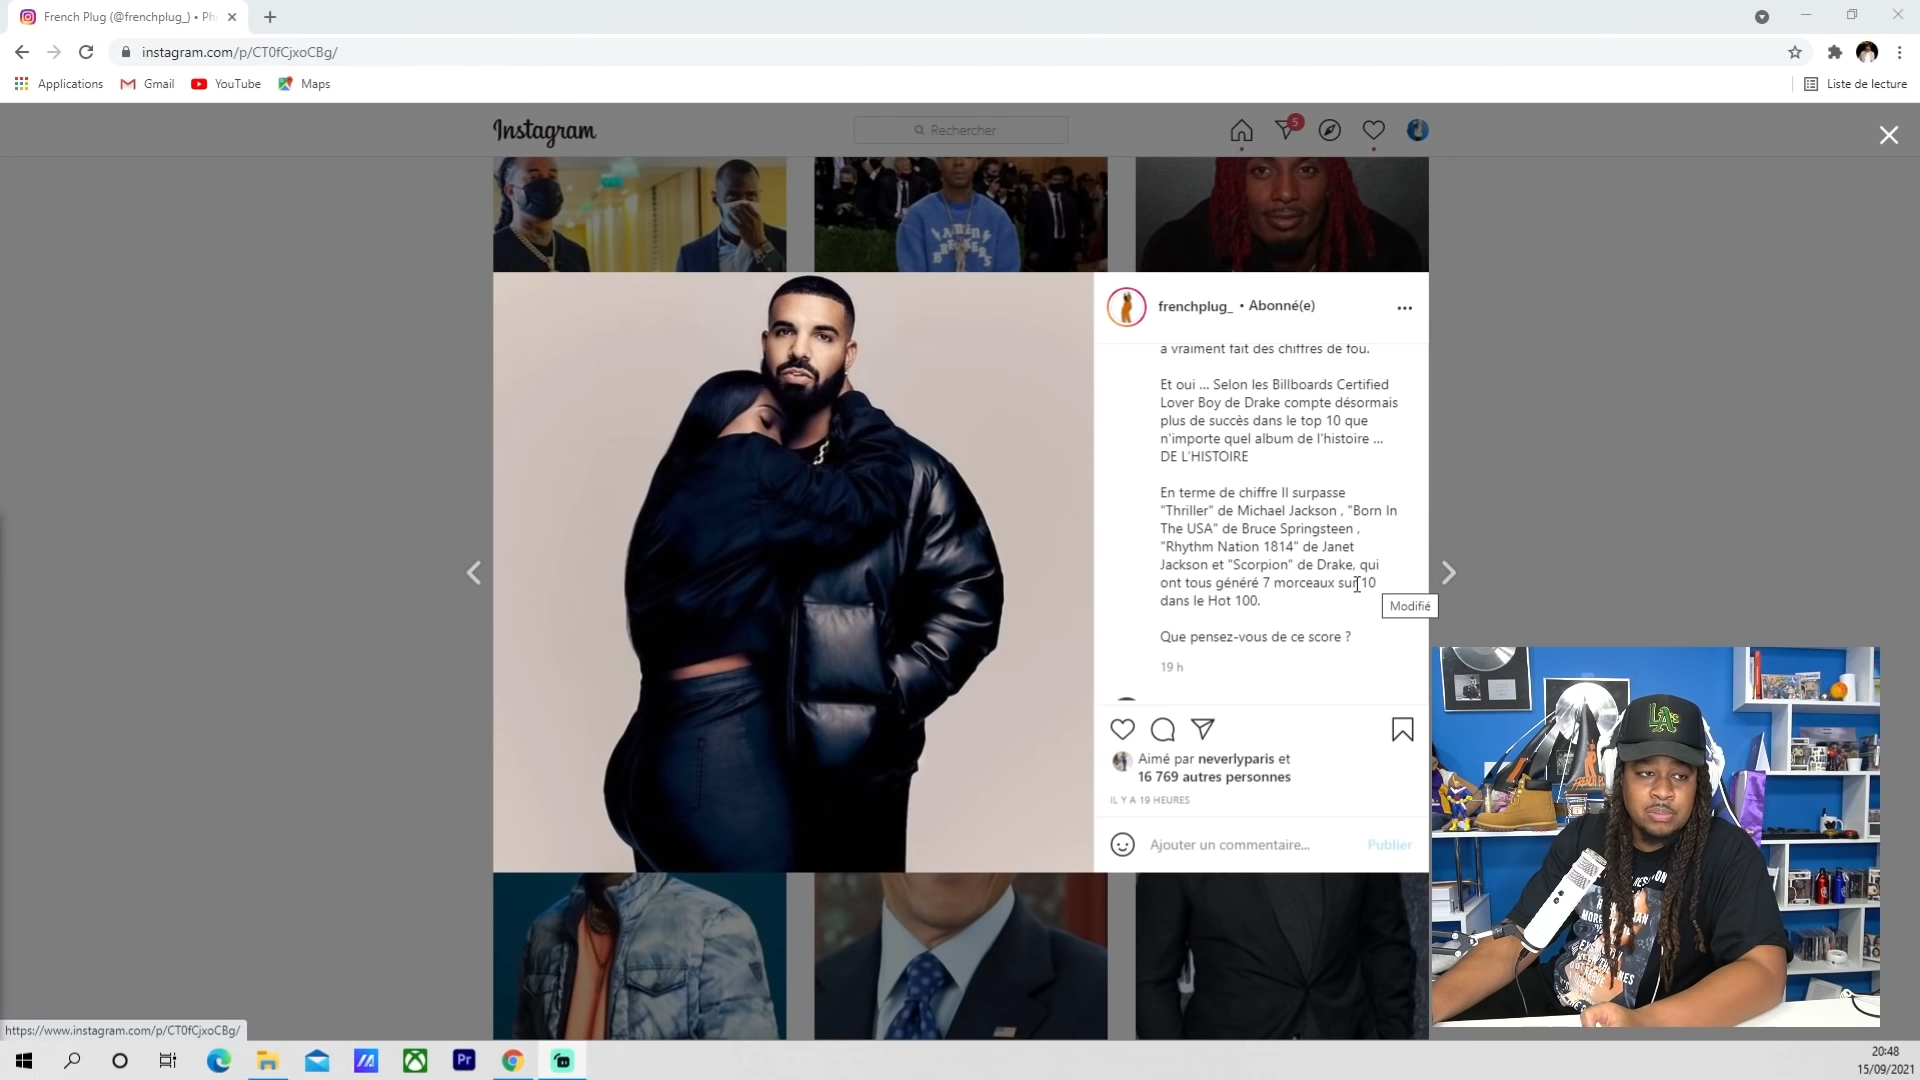 French Plug (@frenchplug_) • Ph
instagram.com/p/CT0fCjxoCBg/
Applications
Gmail
YouTube
Maps
Liste de lecture
Instagram
Rechercher
5
frenchplug_ • Abonné(e)
a vraiment fait des chiffres de fou.
Et oui ... Selon les Billboards Certified
Lover Boy de Drake compte désormais
plus de succès dans le top 10 que
n'importe quel album de l'histoire ...
DE L'HISTOIRE
En terme de chiffre Il surpasse
"Thriller" de Michael Jackson , "Born In
The USA" de Bruce Springsteen ,
"Rhythm Nation 1814" de Janet
Jackson et "Scorpion" de Drake, qui
ont tous généré 7 morceaux sur 10
dans le Hot 100.
Modifié
Que pensez-vous de ce score ?
19 h
Aimé par neverlyparis et
16 769 autres personnes
IL Y A 19 HEURES
Ajouter un commentaire...
Publier
https://www.instagram.com/p/CT0fCjxoCBg/
Pr
20:48
15/09/2021